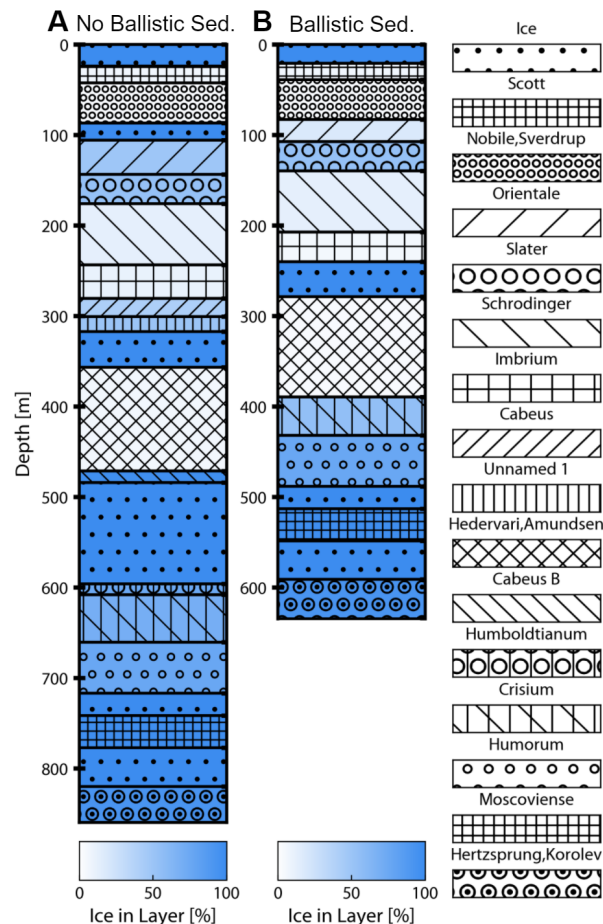 A No Ballistic Sed.
B Ballistic Sed.
0
100
200
300
400
500
600
700
800
Depth [m]
0
100
200
300
400
500
600
Ice
Scott
Nobile,Sverdrup
Orientale
Slater
Schrodinger
Imbrium
Cabeus
Unnamed 1
Hedervari,Amundsen
Cabeus B
Humboldtianum
Crisium
Humorum
Moscoviense
Hertzsprung,Korolev
0 50 100
Ice in Layer [%]
0 50 100
Ice in Layer [%]